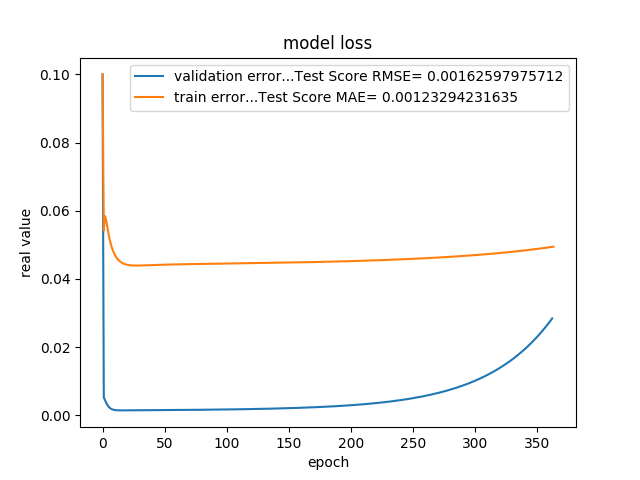 model loss
validation error...Test Score RMSE= 0.00162597975712
train error...Test Score MAE= 0.00123294231635
0.10
0.08
0.06
0.04
0.02
0.00
real value
0 50 100 150 200 250 300 350
epoch